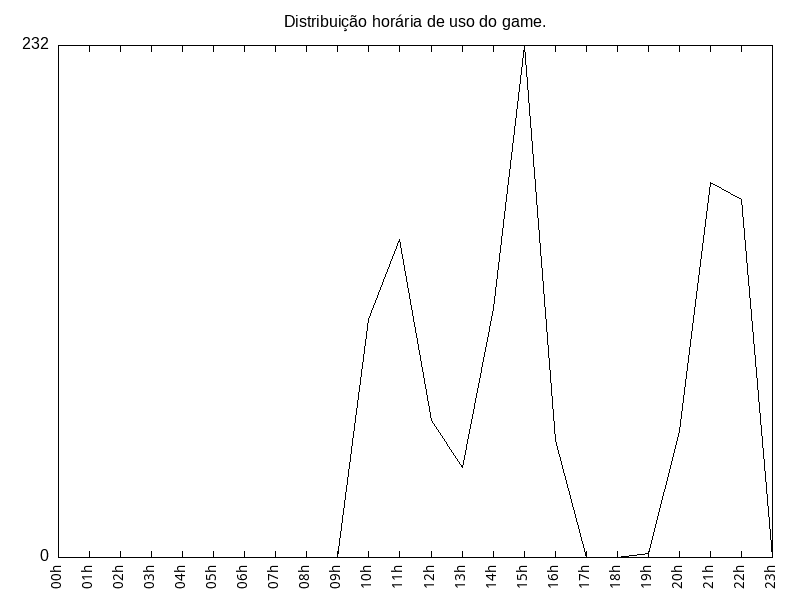 Distribuição horária de uso do game.
232
0
00h 01h 02h 03h 04h 05h 06h 07h 08h 09h 10h 11h 12h 13h 14h 15h 16h 17h 18h 19h 20h 21h 22h 23h